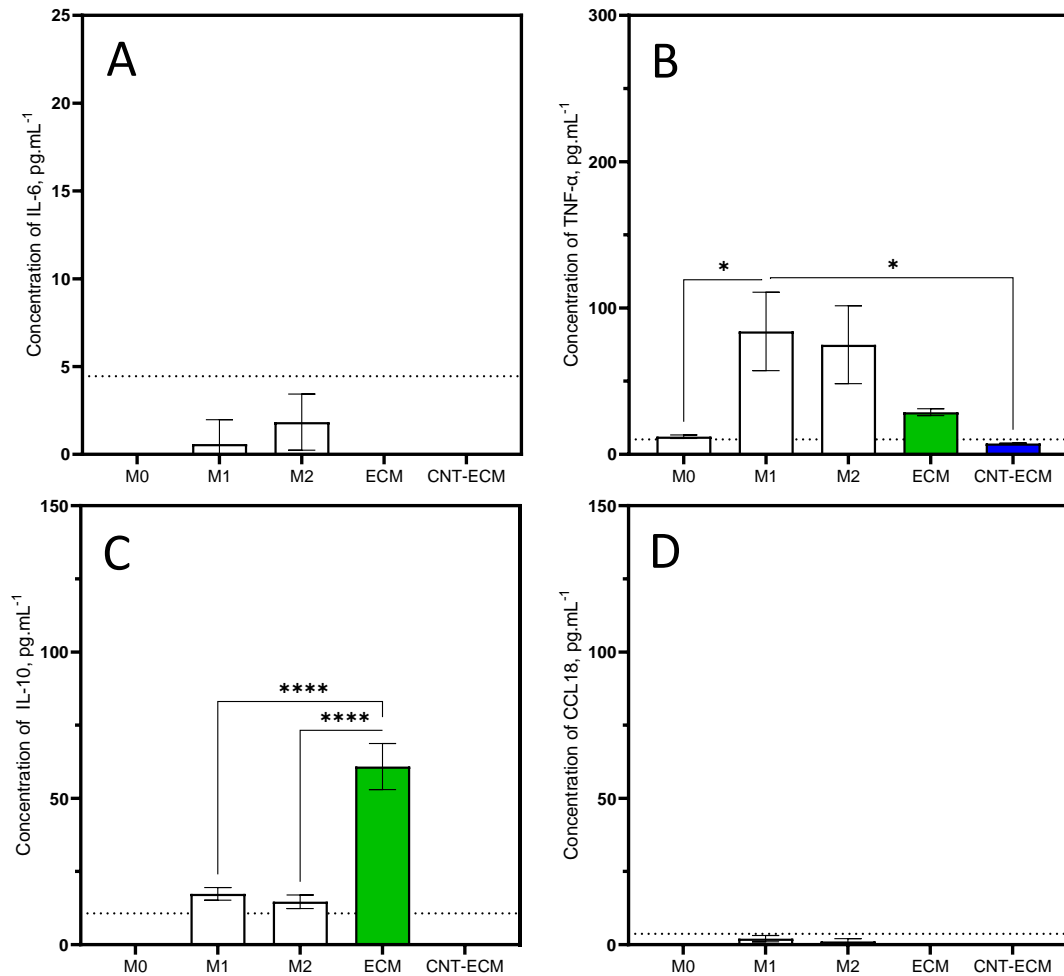 A
Concentration of IL-6, pg.mL-1
25
20
15
10
5
0
M0 M1 M2 ECM CNT-ECM
B
Concentration of TNF-α, pg.mL-1
300
200
100
0
* *
M0 M1 M2 ECM CNT-ECM
C
Concentration of IL-10, pg.mL-1
150
100
50
0
****
****
M0 M1 M2 ECM CNT-ECM
D
Concentration of CCL18, pg.mL-1
150
100
50
0
M0 M1 M2 ECM CNT-ECM